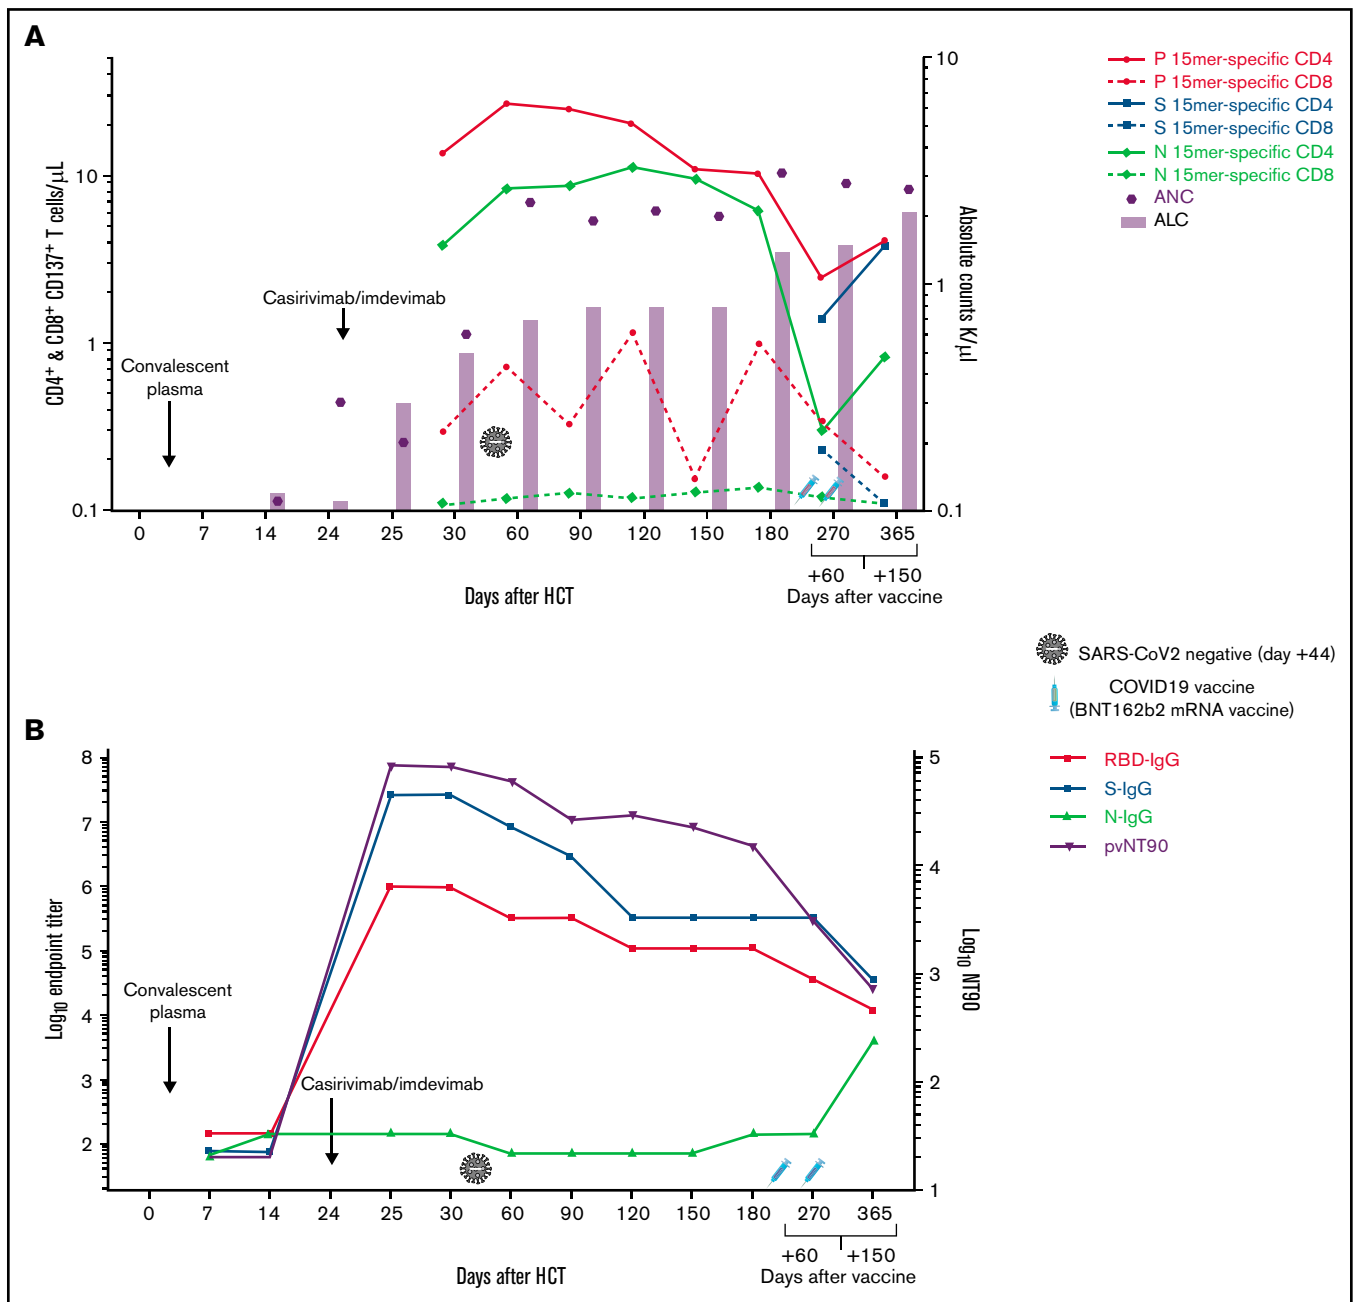 A
P 15mer-specific CD4
P 15mer-specific CD8
S 15mer-specific CD4
S 15mer-specific CD8
N 15mer-specific CD4
N 15mer-specific CD8
ANC
ALC
CD4⁺ & CD8⁺ CD137⁺ T cells/μL
10
1
0.1
Absolute counts K/μl
10
1
0.1
Casirivimab/imdevimab
Convalescent
plasma
0 7 14 24 25 30 60 90 120 150 180 270 365
+60 +150
Days after HCT
Days after vaccine
SARS-CoV2 negative (day +44)
COVID19 vaccine
(BNT162b2 mRNA vaccine)
B
RBD-IgG
S-IgG
N-IgG
pvNT90
Log₁₀ endpoint titer
8
7
6
5
4
3
2
Log₁₀ NT90
5
4
3
2
1
Convalescent
plasma
Casirivimab/imdevimab
0 7 14 24 25 30 60 90 120 150 180 270 365
+60 +150
Days after HCT
Days after vaccine